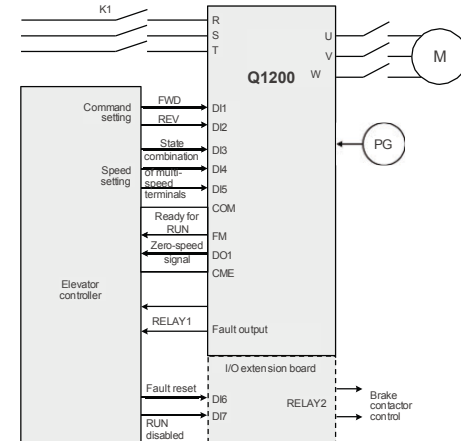 K1
R
S
T
U
V
W
M
Q1200
Command
setting
FWD
DI1
REV
DI2
PG
State
combination
of multi-
speed
terminals
DI3
DI4
DI5
Speed
setting
COM
Ready for
RUN
FM
Zero-speed
signal
DO1
CME
Elevator
controller
RELAY1
Fault output
I/O extension board
Fault reset
DI6
RELAY2
Brake
contactor
control
DI7
RUN
disabled